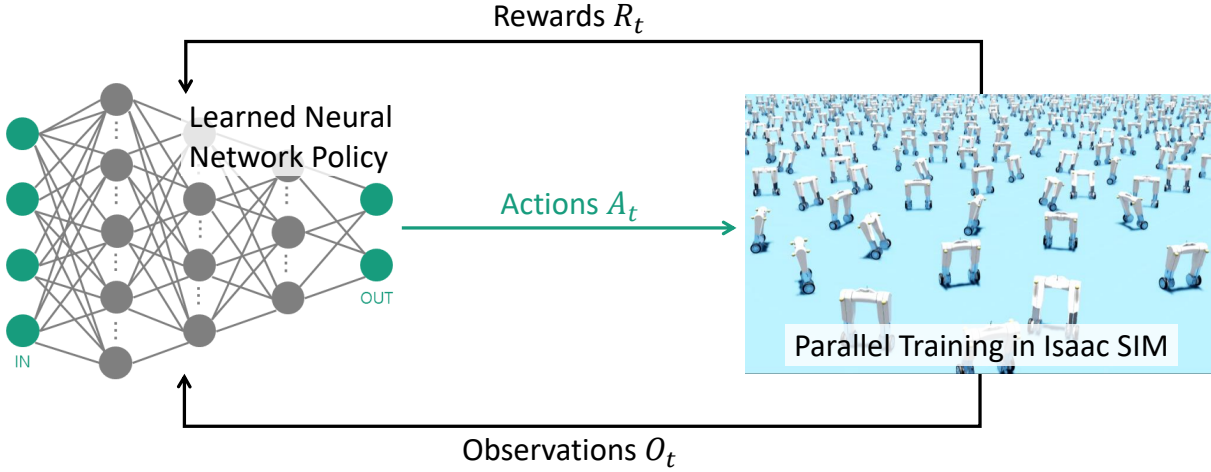 Rewards R_t
Learned Neural
Network Policy
Actions A_t
OUT
IN
Parallel Training in Isaac SIM
Observations O_t